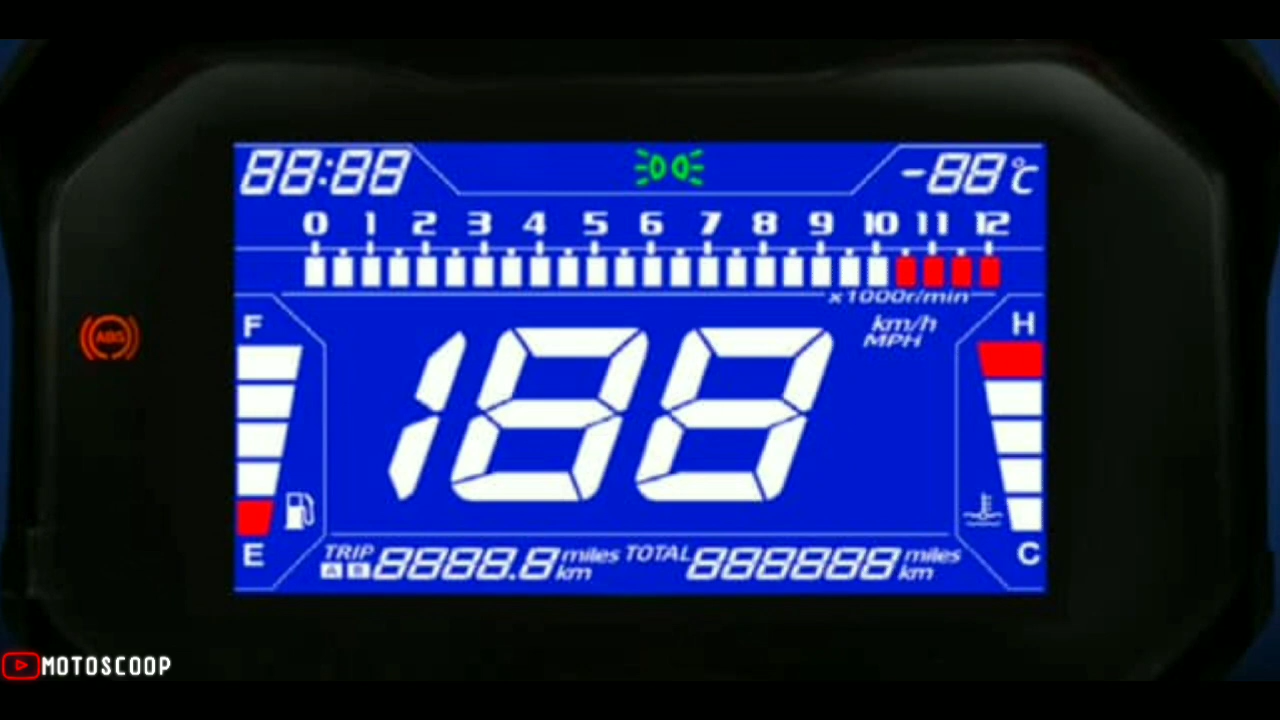 88:88
-88°C
0 1 2 3 4 5 6 7 8 9 10 11 12
x1000r/min
F
km/h
MPH
H
188
ABS
E
C
TRIP
A B
8888.8
miles
km
TOTAL
888888
miles
km
MOTOSCOOP